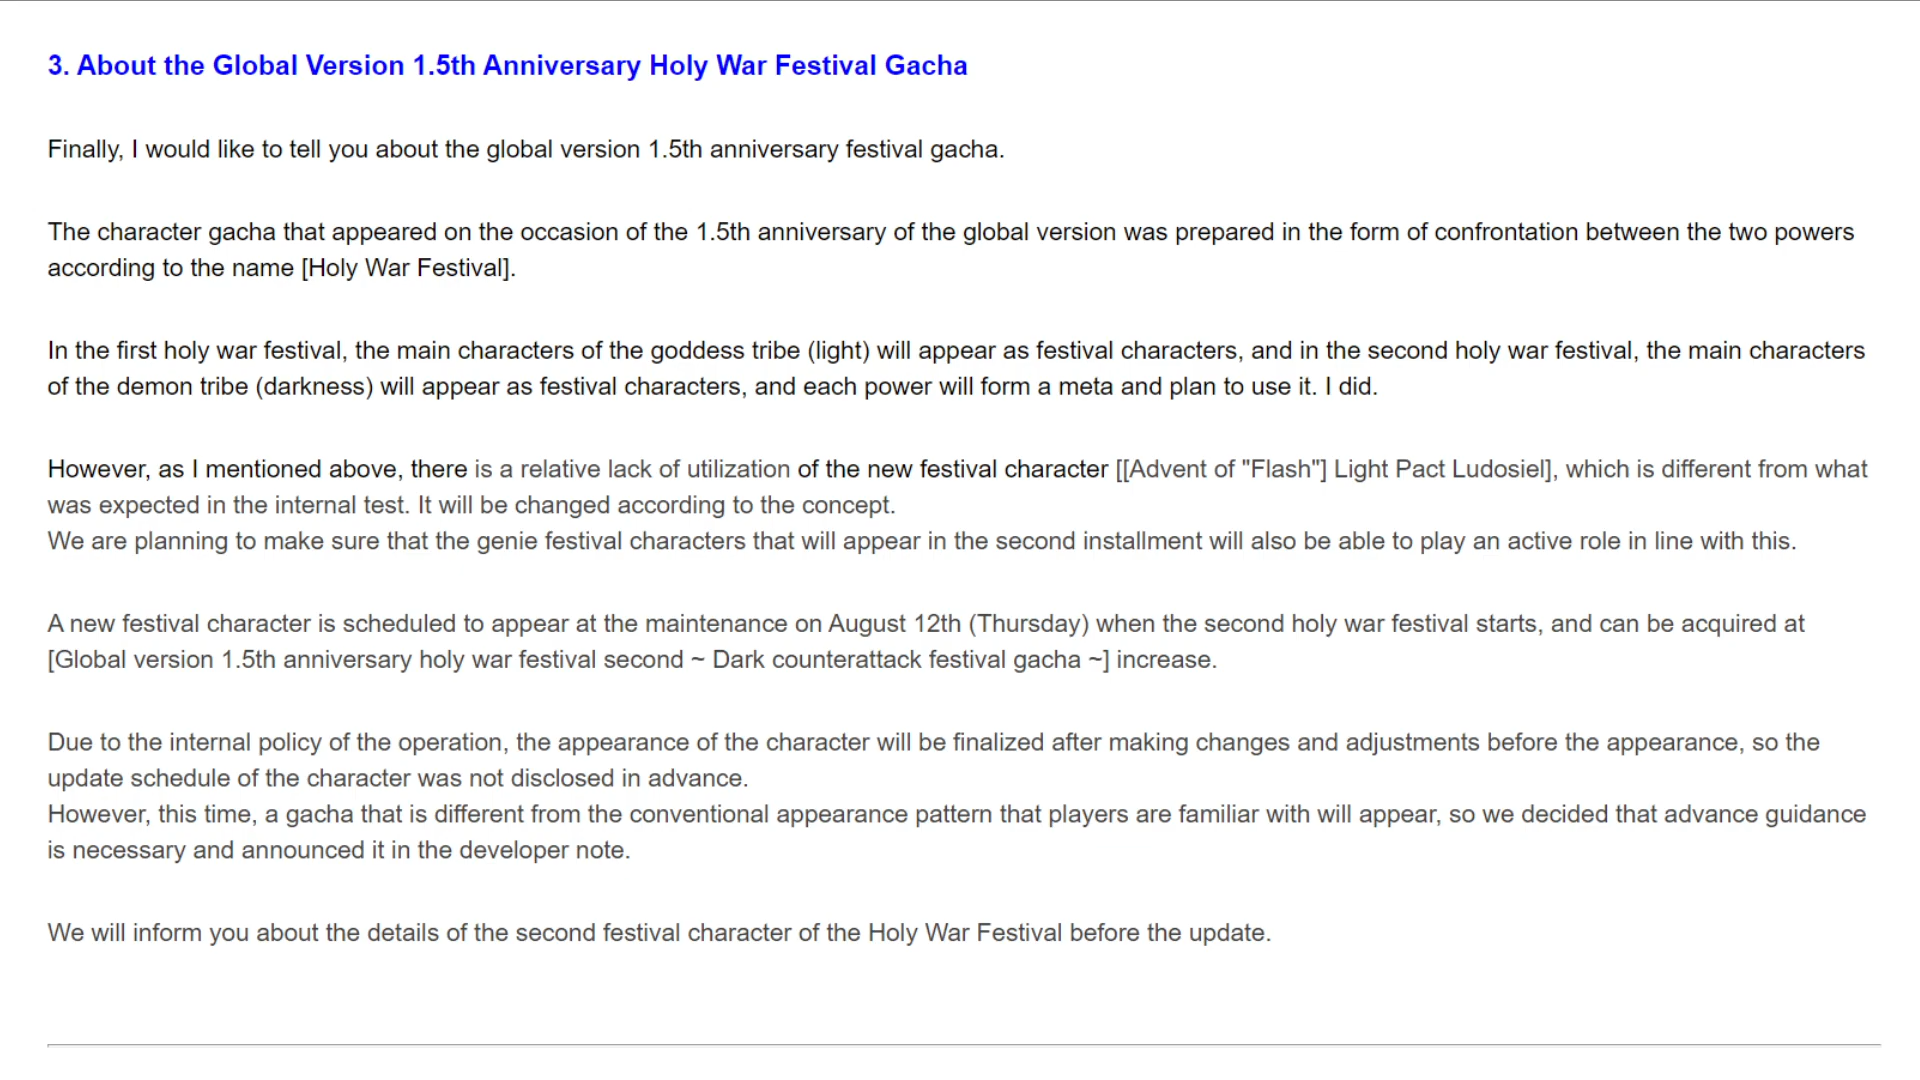 3. About the Global Version 1.5th Anniversary Holy War Festival Gacha
Finally, I would like to tell you about the global version 1.5th anniversary festival gacha.
The character gacha that appeared on the occasion of the 1.5th anniversary of the global version was prepared in the form of confrontation between the two powers
according to the name [Holy War Festival].
In the first holy war festival, the main characters of the goddess tribe (light) will appear as festival characters, and in the second holy war festival, the main characters
of the demon tribe (darkness) will appear as festival characters, and each power will form a meta and plan to use it. I did.
However, as I mentioned above, there is a relative lack of utilization of the new festival character [[Advent of "Flash"] Light Pact Ludosiel], which is different from what
was expected in the internal test. It will be changed according to the concept.
We are planning to make sure that the genie festival characters that will appear in the second installment will also be able to play an active role in line with this.
A new festival character is scheduled to appear at the maintenance on August 12th (Thursday) when the second holy war festival starts, and can be acquired at
[Global version 1.5th anniversary holy war festival second ~ Dark counterattack festival gacha ~] increase.
Due to the internal policy of the operation, the appearance of the character will be finalized after making changes and adjustments before the appearance, so the
update schedule of the character was not disclosed in advance.
However, this time, a gacha that is different from the conventional appearance pattern that players are familiar with will appear, so we decided that advance guidance
is necessary and announced it in the developer note.
We will inform you about the details of the second festival character of the Holy War Festival before the update.